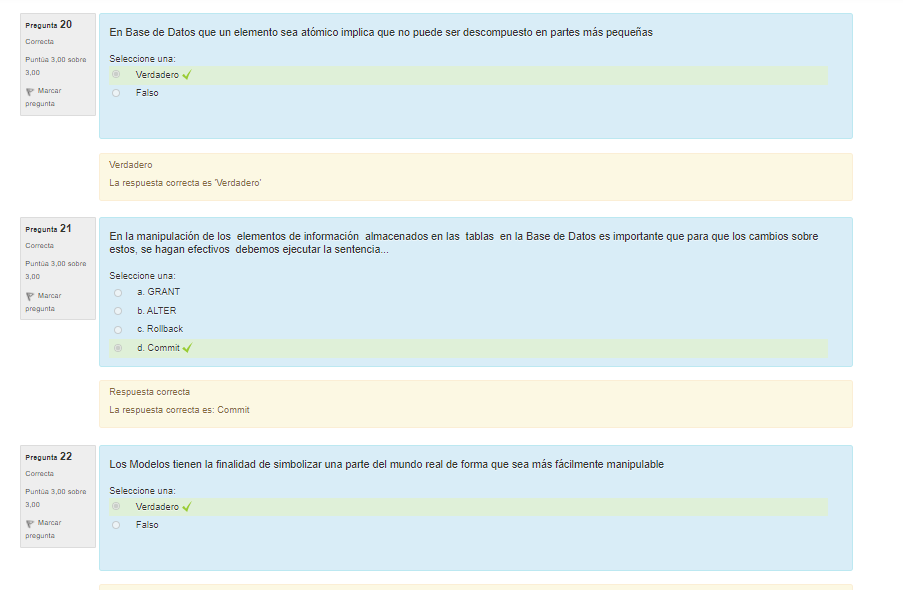 Pregunta 20
Correcta
Puntúa 3,00 sobre
3,00
Marcar
pregunta
En Base de Datos que un elemento sea atómico implica que no puede ser descompuesto en partes más pequeñas
Seleccione una:
Verdadero
Falso
Verdadero
La respuesta correcta es 'Verdadero'
Pregunta 21
Correcta
Puntúa 3,00 sobre
3,00
Marcar
pregunta
En la manipulación de los elementos de información almacenados en las tablas en la Base de Datos es importante que para que los cambios sobre
estos, se hagan efectivos debemos ejecutar la sentencia...
Seleccione una:
a. GRANT
b. ALTER
c. Rollback
d. Commit
Respuesta correcta
La respuesta correcta es: Commit
Pregunta 22
Correcta
Puntúa 3,00 sobre
3,00
Marcar
pregunta
Los Modelos tienen la finalidad de simbolizar una parte del mundo real de forma que sea más fácilmente manipulable
Seleccione una:
Verdadero
Falso